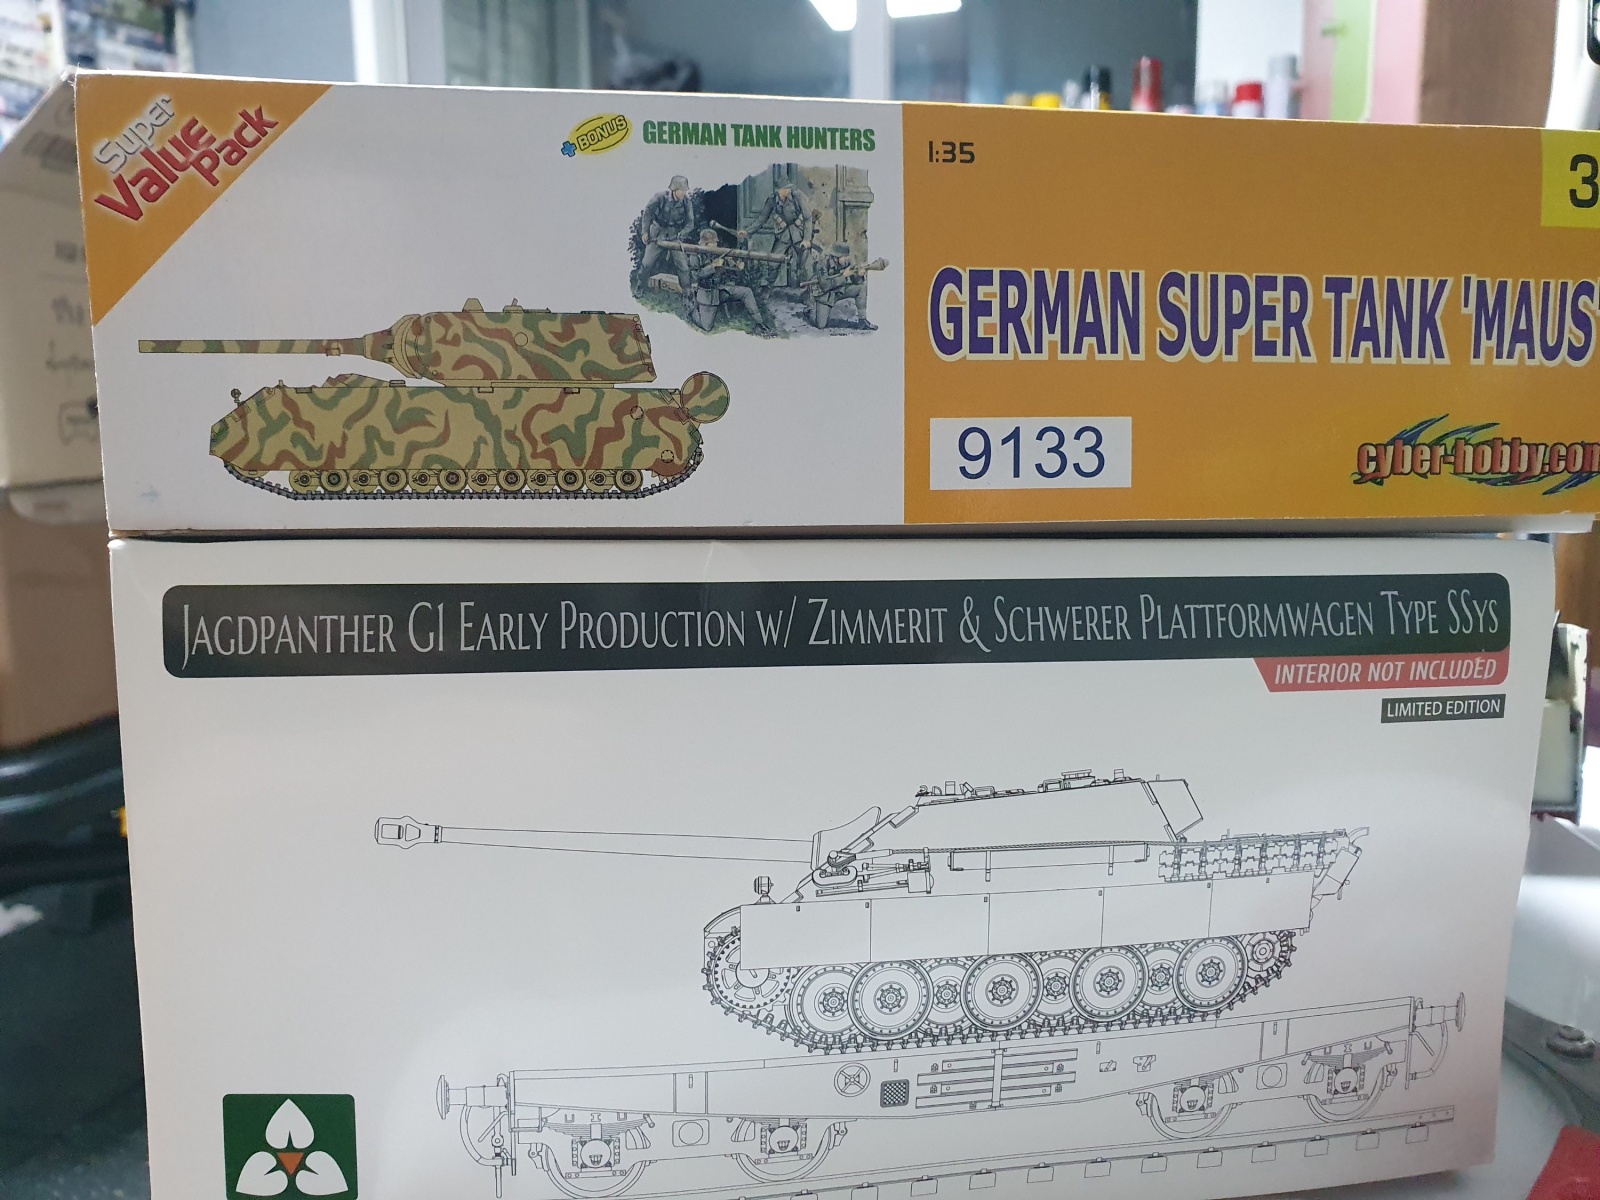 Super
Value
Pack
+ BONUS
GERMAN TANK HUNTERS
1:35
3
GERMAN SUPER TANK 'MAUS'
9133
cyber-hobby.com
JAGDPANTHER G1 EARLY PRODUCTION W/ ZIMMERIT & SCHWERER PLATTFORMWAGEN TYPE SSYS
INTERIOR NOT INCLUDED
LIMITED EDITION